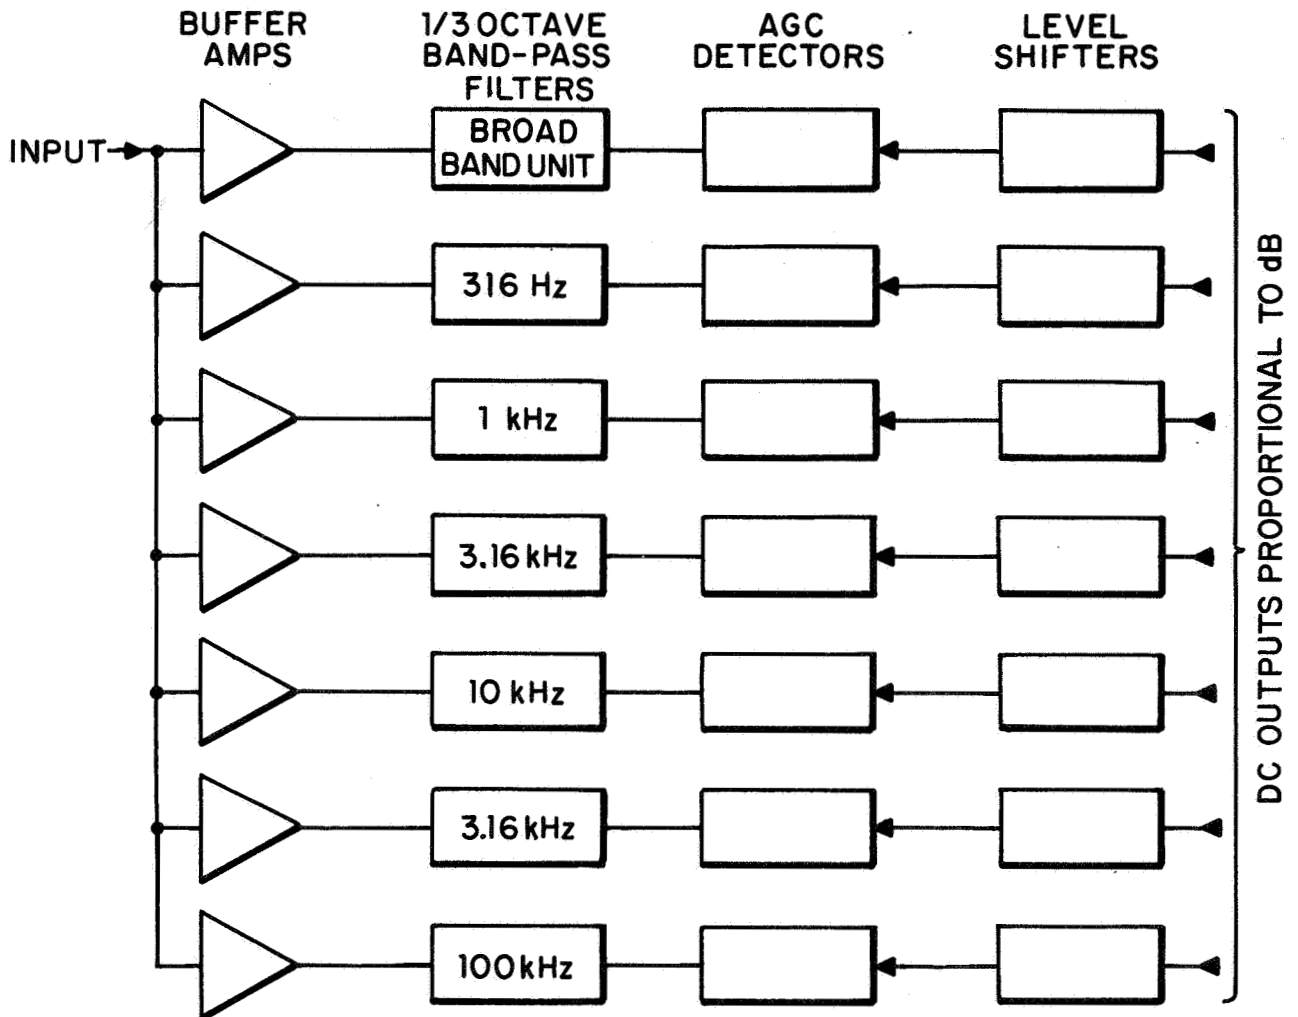 BUFFER
AMPS
1/3 OCTAVE
BAND-PASS
FILTERS
AGC
DETECTORS
LEVEL
SHIFTERS
INPUT
BROAD
BAND UNIT
316 Hz
1 kHz
3.16 kHz
10 kHz
3.16 kHz
100 kHz
DC OUTPUTS PROPORTIONAL TO dB